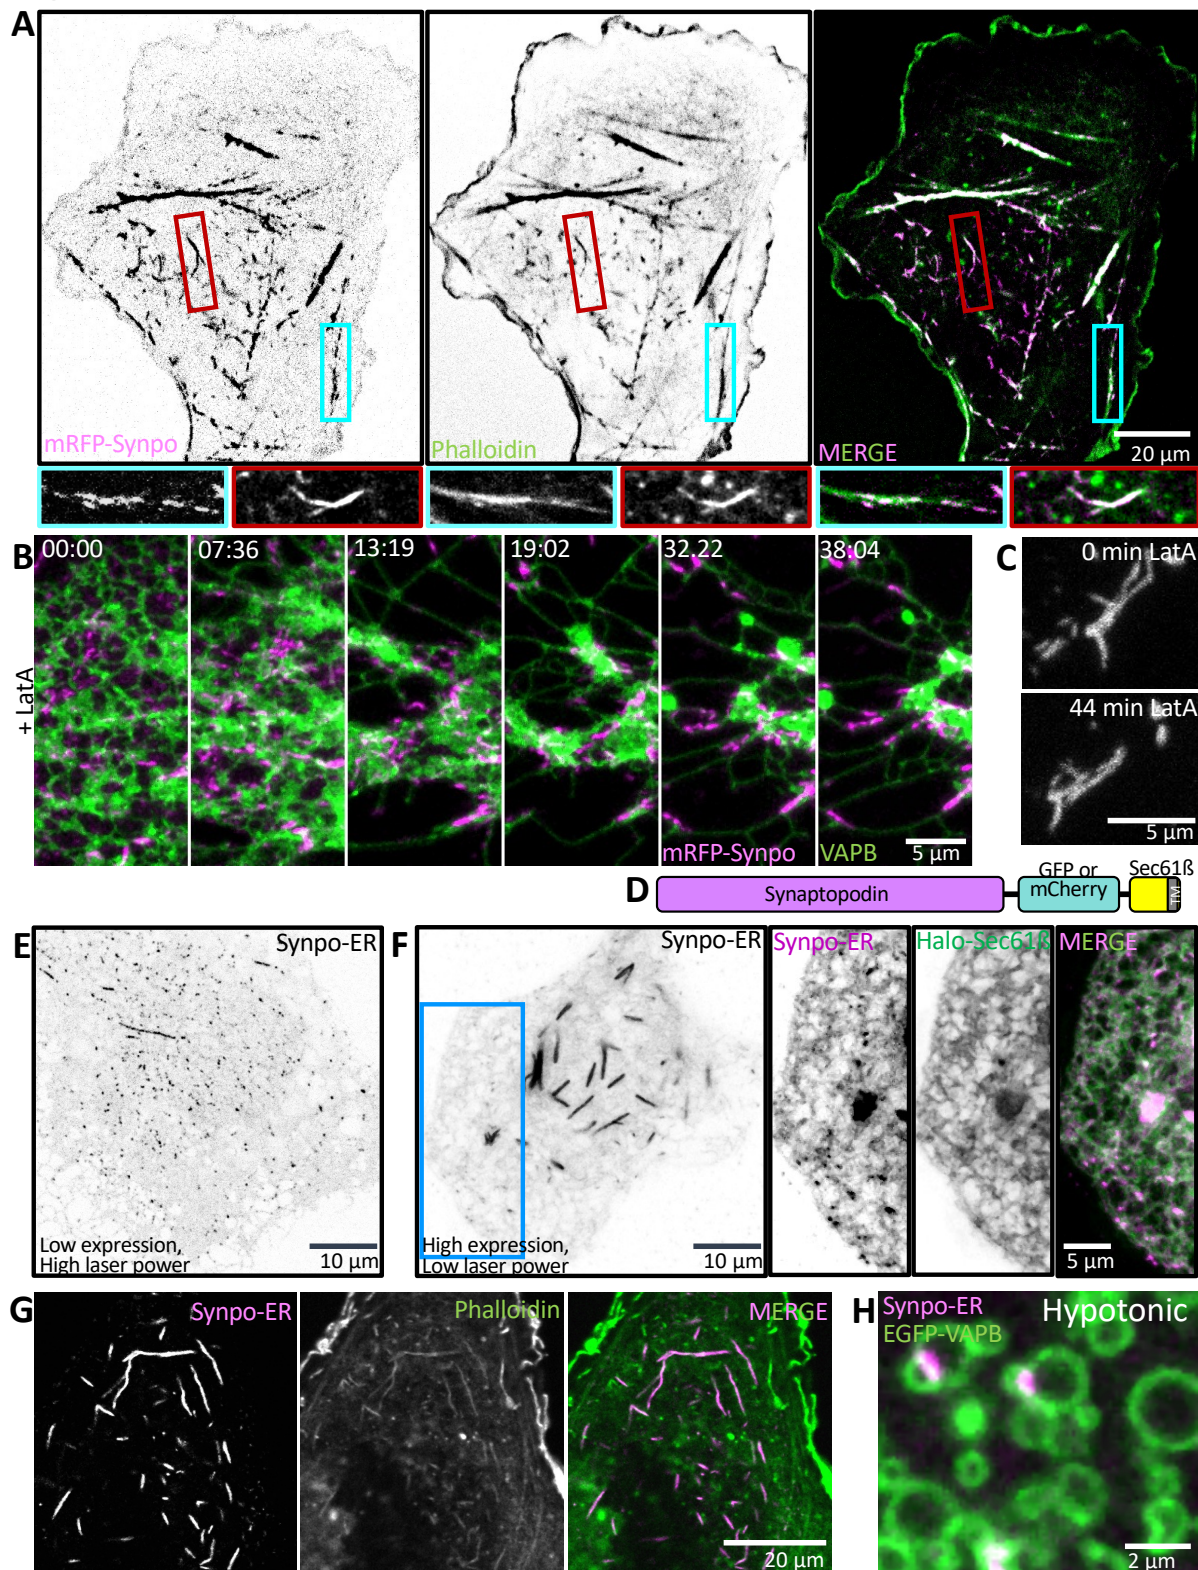 A
mRFP-Synpo
Phalloidin
MERGE
20 µm
B
00:00
07:36
13:19
19:02
32.22
38:04
+ LatA
mRFP-Synpo
VAPB
5 µm
C
0 min LatA
44 min LatA
5 µm
D
Synaptopodin
GFP or
mCherry
Sec61ß
TM
E
Synpo-ER
Low expression,
High laser power
10 µm
F
Synpo-ER
High expression,
Low laser power
10 µm
Synpo-ER
Halo-Sec61ß
MERGE
5 µm
G
Synpo-ER
Phalloidin
MERGE
20 µm
H
Synpo-ER
EGFP-VAPB
Hypotonic
2 µm